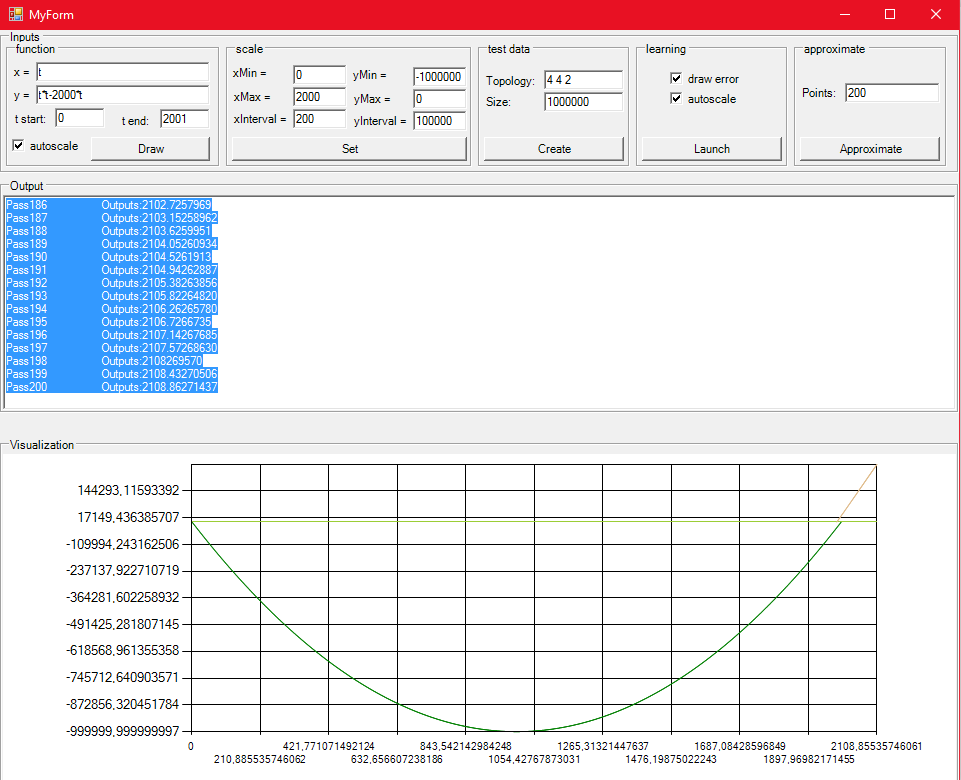 MyForm
Inputs
function
x = t
y = t*t-2000*t
t start: 0 t end: 2001
autoscale Draw
scale
xMin = 0 yMin = -1000000
xMax = 2000 yMax = 0
xInterval = 200 yInterval = 100000
Set
test data
Topology: 4 4 2
Size: 1000000
Create
learning
draw error
autoscale
Launch
approximate
Points: 200
Approximate
Output
Pass186 Outputs:2102.7257969
Pass187 Outputs:2103.15258962
Pass188 Outputs:2103.6259951
Pass189 Outputs:2104.05260934
Pass190 Outputs:2104.5261913
Pass191 Outputs:2104.94262887
Pass192 Outputs:2105.38263856
Pass193 Outputs:2105.82264820
Pass194 Outputs:2106.26265780
Pass195 Outputs:2106.7266735
Pass196 Outputs:2107.14267685
Pass197 Outputs:2107.57268630
Pass198 Outputs:2108269570
Pass199 Outputs:2108.43270506
Pass200 Outputs:2108.86271437
Visualization
144293,11593392
17149,436385707
-109994,243162506
-237137,922710719
-364281,602258932
-491425,281807145
-618568,961355358
-745712,640903571
-872856,320451784
-999999,999999997
0 421,771071492124 843,542142984248 1265,31321447637 1687,08428596849 2108,85535746061
210,885535746062 632,656607238186 1054,42767873031 1476,19875022243 1897,96982171455